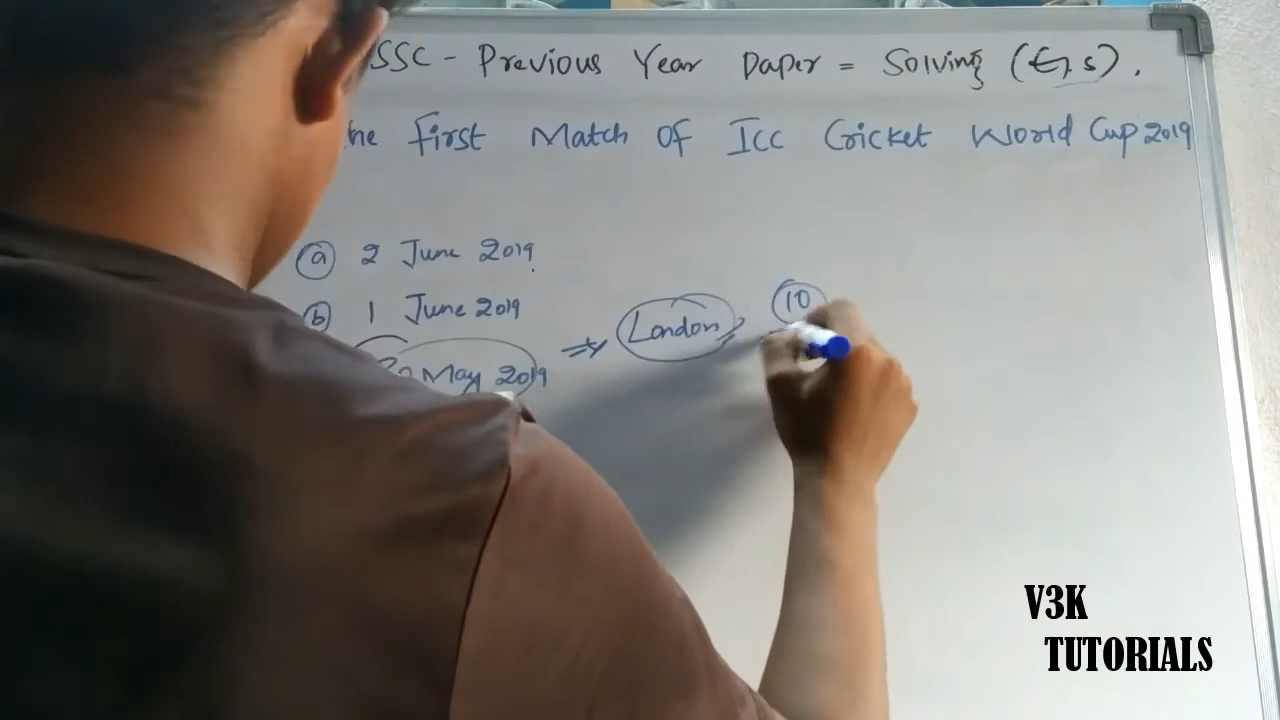 SSC - Previous Year Paper = Solving (G.S).
he first Match of ICC Cricket World Cup 2019
(a) 2 June 2019.
(b) 1 June 2019
May 2019 ⇒ London 10
V3K
TUTORIALS